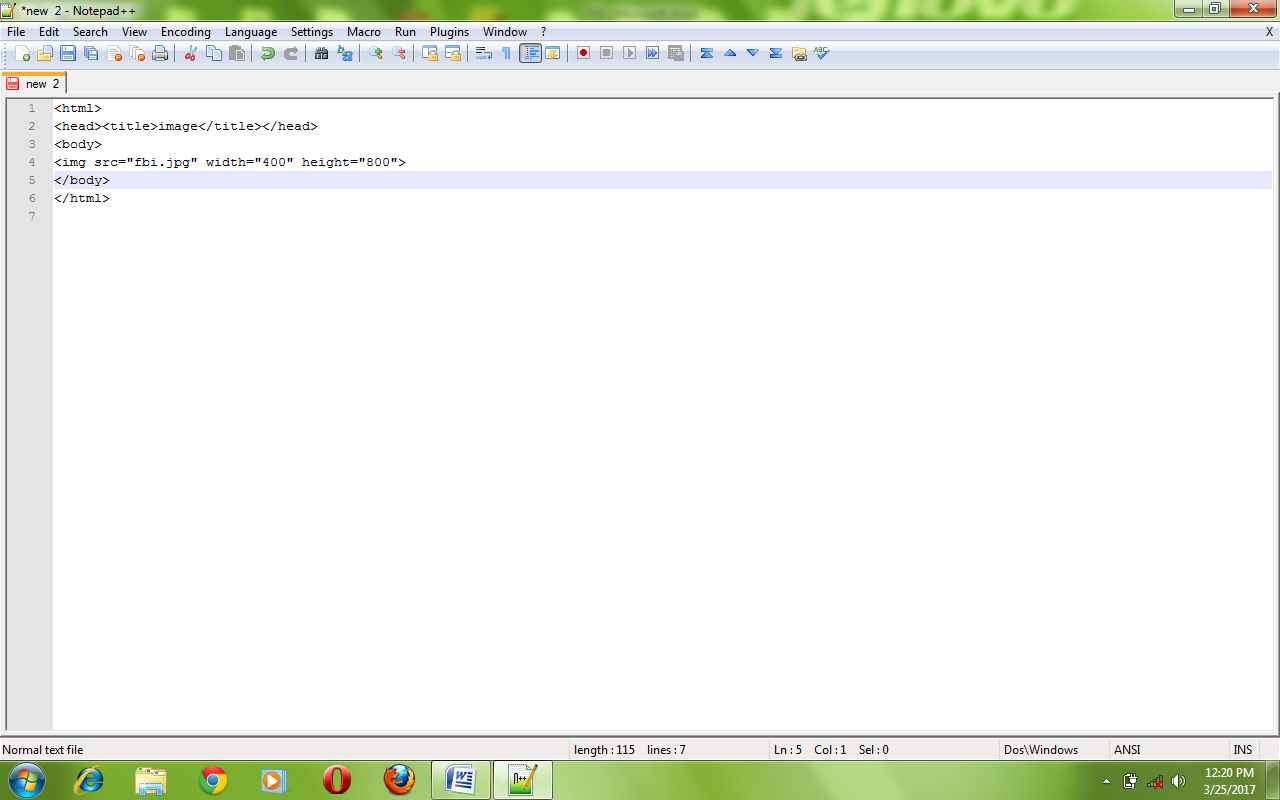 *new  2 - Notepad++
File Edit Search View Encoding Language Settings Macro Run Plugins Window ? X
new  2
1 <html>
2 <head><title>image</title></head>
3 <body>
4 <img src="fbi.jpg" width="400" height="800">
5 </body>
6 </html>
7
Normal text file length : 115 lines : 7 Ln : 5 Col : 1 Sel : 0 Dos\Windows ANSI INS
12:20 PM
3/25/2017